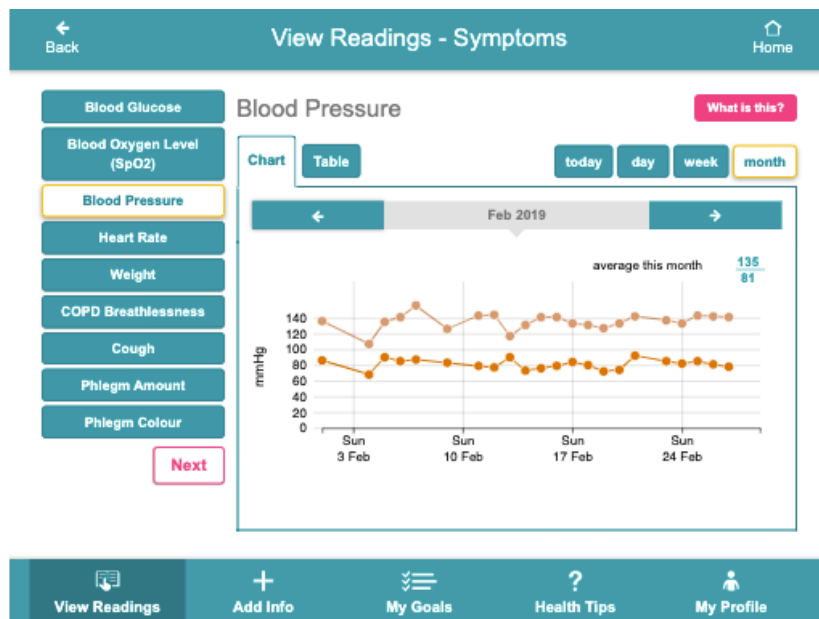 Back
View Readings - Symptoms
Home
Blood Glucose
Blood Oxygen Level
(SpO2)
Blood Pressure
Heart Rate
Weight
COPD Breathlessness
Cough
Phlegm Amount
Phlegm Colour
Next
Blood Pressure
What is this?
Chart
Table
today
day
week
month
Feb 2019
average this month
135
81
mmHg
140
120
100
80
60
40
20
0
Sun
3 Feb
Sun
10 Feb
Sun
17 Feb
Sun
24 Feb
View Readings
Add Info
My Goals
Health Tips
My Profile